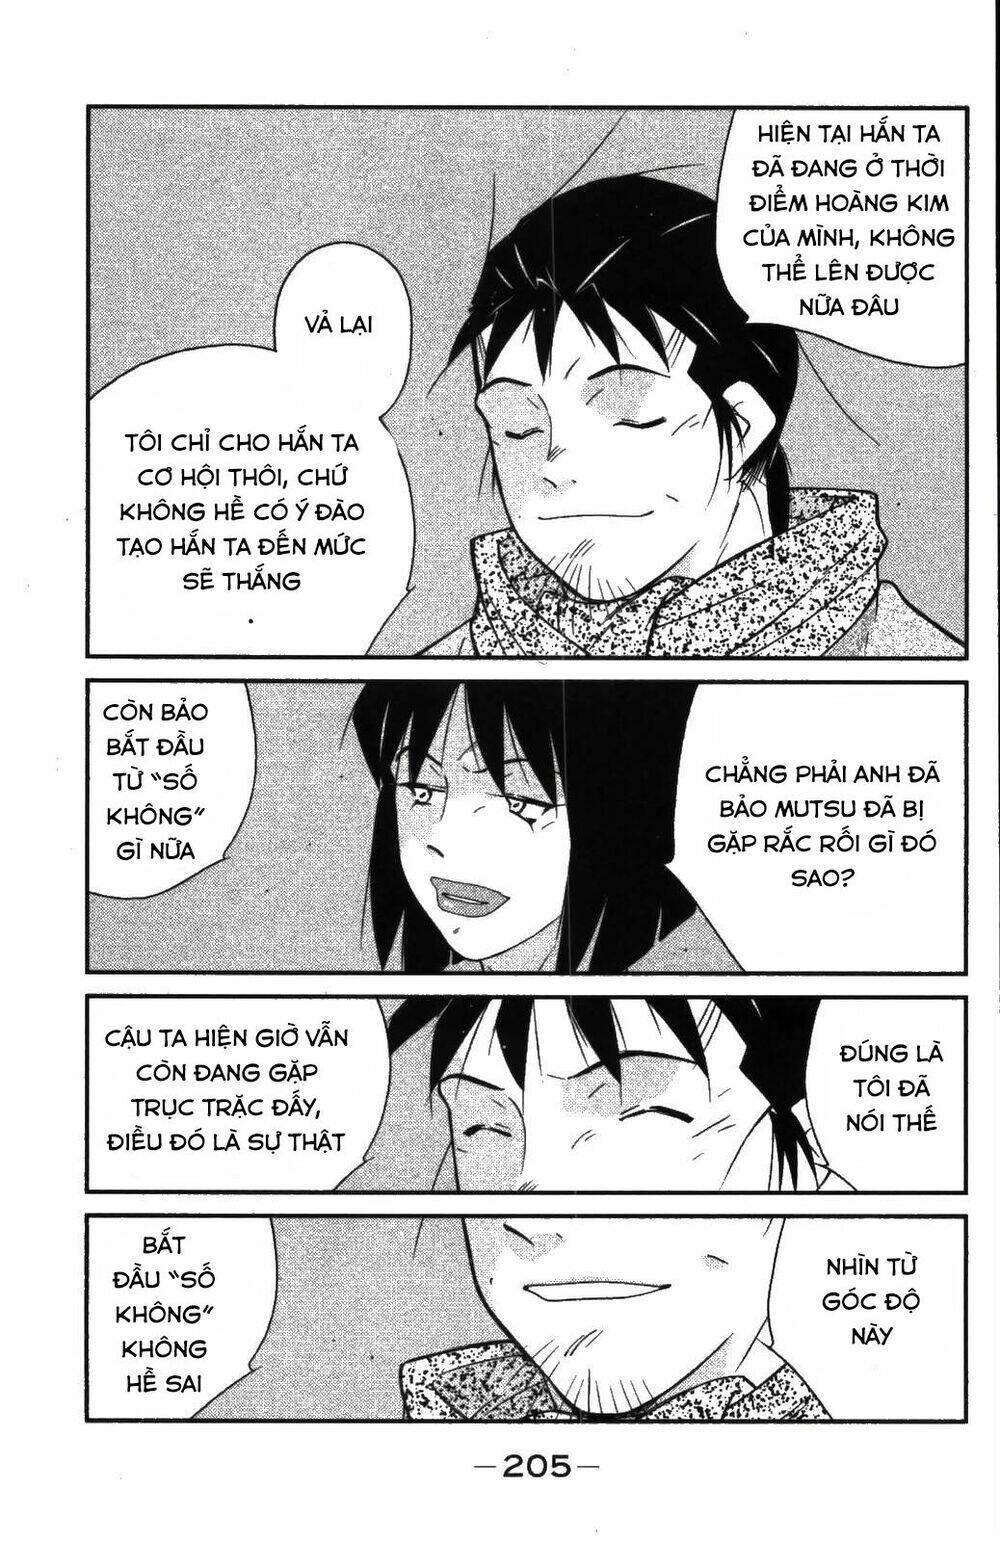 HIỆN TẠI HẮN TA
ĐÃ ĐANG Ở THỜI
ĐIỂM HOÀNG KIM
CỦA MÌNH, KHÔNG
THỂ LÊN ĐƯỢC
NỮA ĐÂU
VẢ LẠI
TÔI CHỈ CHO HẮN TA
CƠ HỘI THÔI, CHỨ
KHÔNG HỀ CÓ Ý ĐÀO
TẠO HẮN TA ĐẾN MỨC
SẼ THẮNG
CHẲNG PHẢI ANH ĐÃ
BẢO MUTSU ĐÃ BỊ
GẶP RẮC RỐI GÌ ĐÓ
SAO?
CÒN BẢO
BẮT ĐẦU
TỪ “SỐ
KHÔNG”
GÌ NỮA
ĐÚNG LÀ
TÔI ĐÃ
NÓI THẾ
CẬU TA HIỆN GIỜ VẪN
CÒN ĐANG GẶP
TRỤC TRẶC ĐẤY,
ĐIỀU ĐÓ LÀ SỰ THẬT
NHÌN TỪ
GÓC ĐỘ
NÀY
BẮT
ĐẦU “SỐ
KHÔNG”
KHÔNG
HỀ SAI
—205—